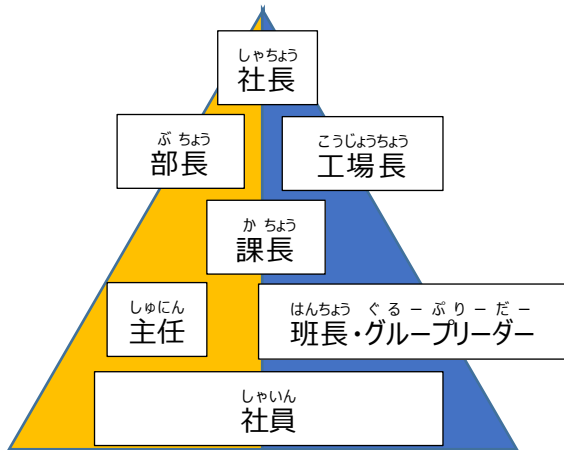 しゃちょう
社長
ぶ ちょう
部長
こうじょうちょう
工場長
か ちょう
課長
しゅにん
主任
はんちょう ぐ る － ぷ り － だ －
班長・グループリーダー
しゃいん
社員